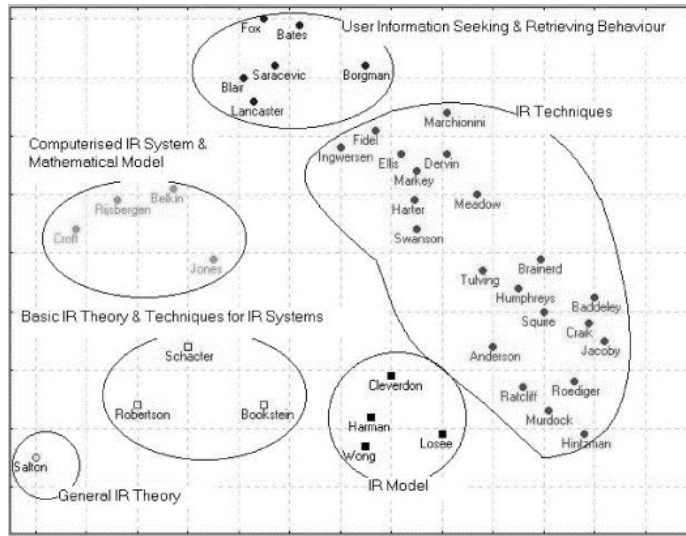 User Information Seeking & Retrieving Behaviour
Fox
Bates
Saracevic
Borgman
Blair
Lancaster
IR Techniques
Marchionini
Fidel
Ingwersen
Ellis
Dervin
Markey
Harter
Meadow
Swanson
Tulving
Brainerd
Humphreys
Baddeley
Squire
Craik
Jacoby
Anderson
Ratcliff
Roediger
Murdock
Hintzman
Computerised IR System &
Mathematical Model
Belkin
Rijsbergen
Croft
Jones
Basic IR Theory & Techniques for IR Systems
Schacter
Robertson
Bookstein
Cleverdon
Harman
Losee
Wong
IR Model
Salton
General IR Theory